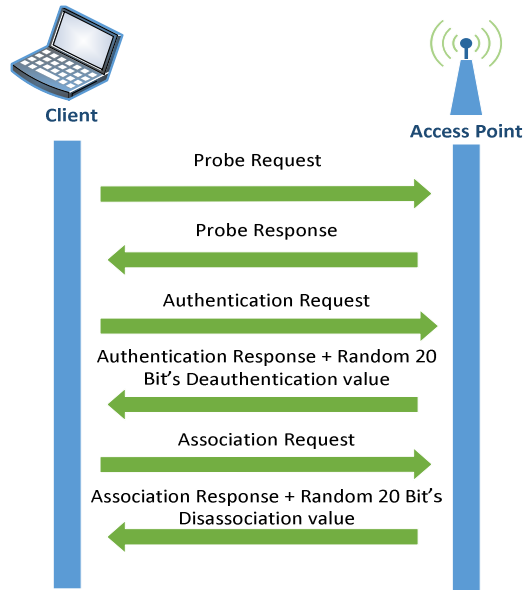 Client
Access Point
Probe Request
Probe Response
Authentication Request
Authentication Response + Random 20
Bit's Deauthentication value
Association Request
Association Response + Random 20 Bit's
Disassociation value